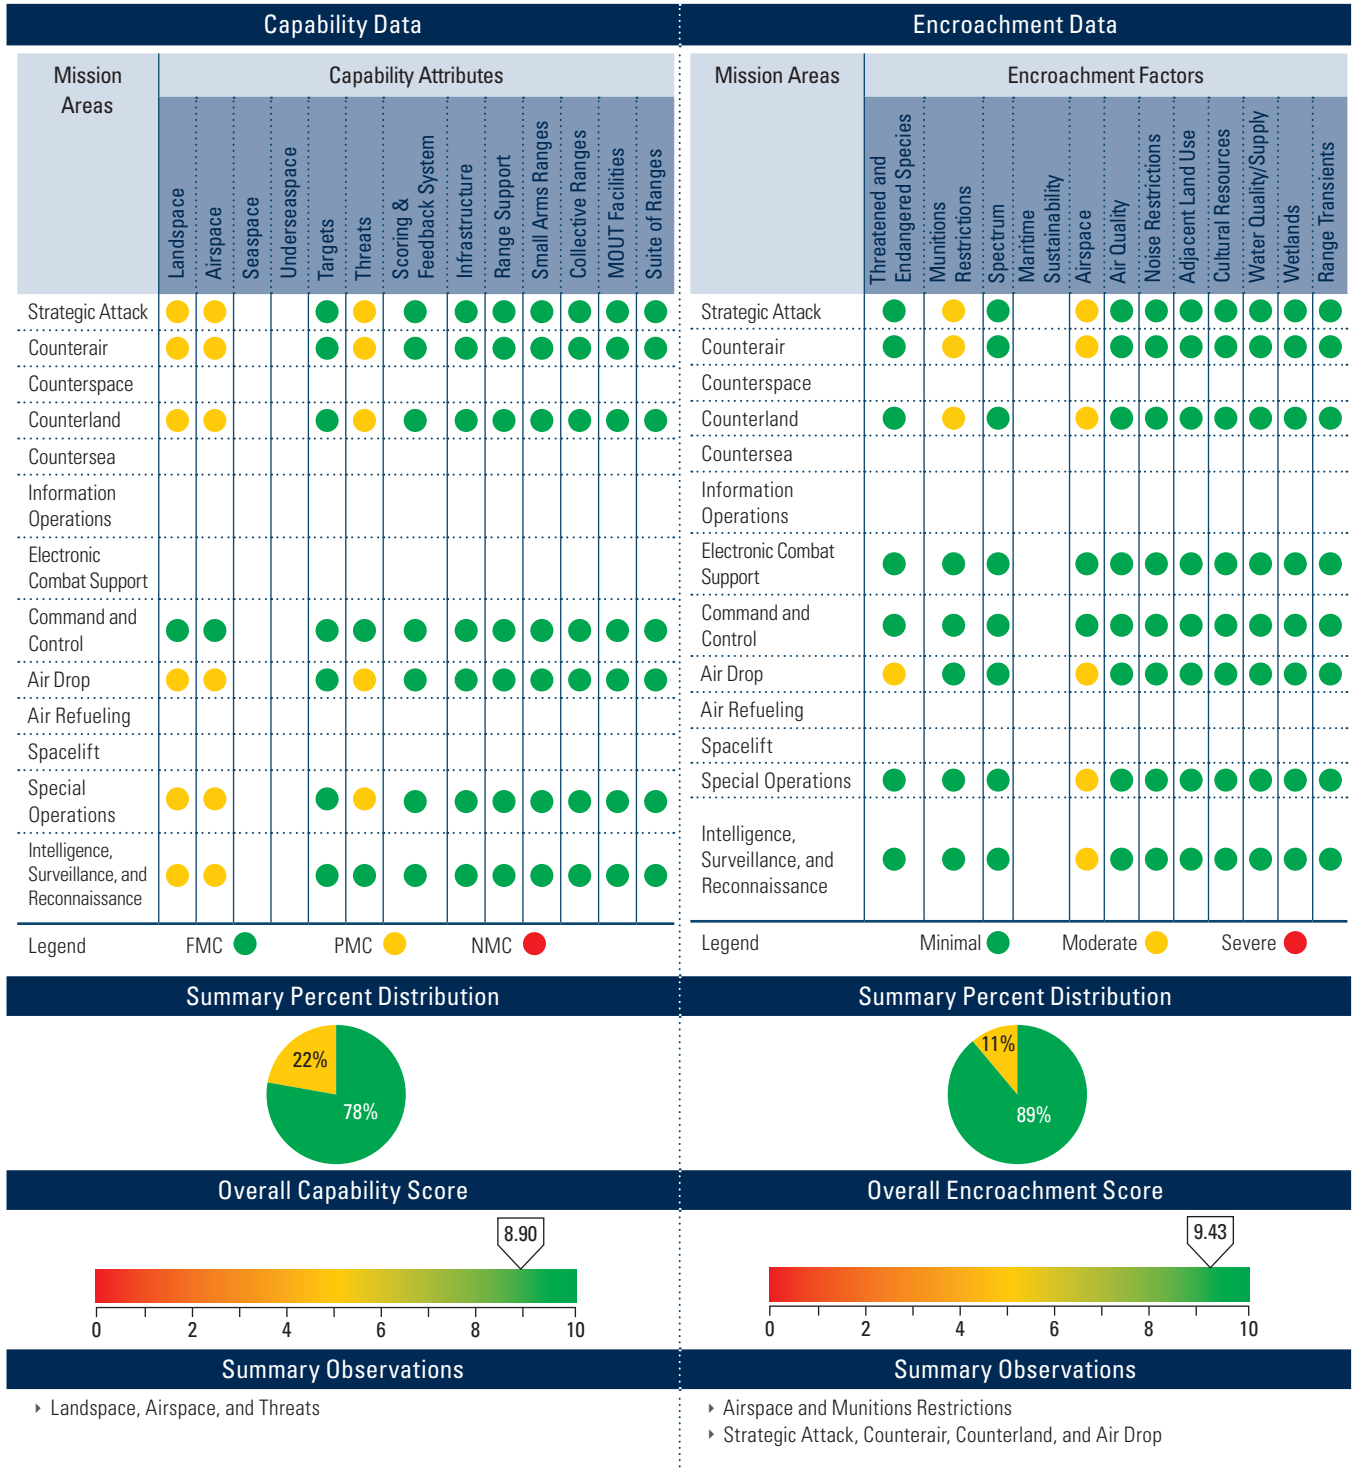 Capability Data
Mission
Areas
Capability Attributes
Landspace
Airspace
Seaspace
Underseaspace
Targets
Threats
Scoring &
Feedback System
Infrastructure
Range Support
Small Arms Ranges
Collective Ranges
MOUT Facilities
Suite of Ranges
Strategic Attack
Counterair
Counterspace
Counterland
Countersea
Information
Operations
Electronic
Combat Support
Command and
Control
Air Drop
Air Refueling
Spacelift
Special
Operations
Intelligence,
Surveillance, and
Reconnaissance
Legend FMC PMC NMC
Summary Percent Distribution
22%
78%
Overall Capability Score
8.90
0 2 4 6 8 10
Summary Observations
‣ Landspace, Airspace, and Threats
Encroachment Data
Mission Areas
Encroachment Factors
Threatened and
Endangered Species
Munitions
Restrictions
Spectrum
Maritime
Sustainability
Airspace
Air Quality
Noise Restrictions
Adjacent Land Use
Cultural Resources
Water Quality/Supply
Wetlands
Range Transients
Strategic Attack
Counterair
Counterspace
Counterland
Countersea
Information
Operations
Electronic Combat
Support
Command and
Control
Air Drop
Air Refueling
Spacelift
Special Operations
Intelligence,
Surveillance, and
Reconnaissance
Legend Minimal Moderate Severe
Summary Percent Distribution
11%
89%
Overall Encroachment Score
9.43
0 2 4 6 8 10
Summary Observations
‣ Airspace and Munitions Restrictions
‣ Strategic Attack, Counterair, Counterland, and Air Drop